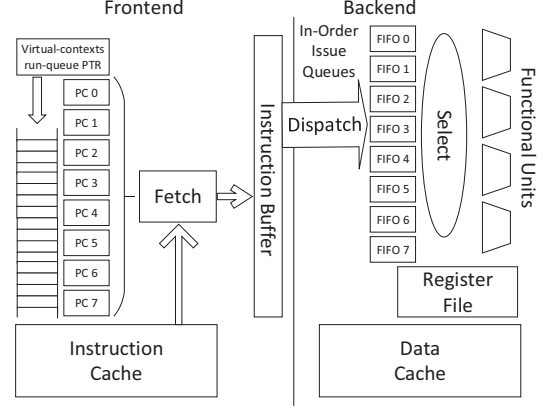 Frontend
Backend
Virtual-contexts
run-queue PTR
PC 0
PC 1
PC 2
PC 3
PC 4
PC 5
PC 6
PC 7
Fetch
Instruction
Cache
Instruction Buffer
Dispatch
In-Order
Issue
Queues
FIFO 0
FIFO 1
FIFO 2
FIFO 3
FIFO 4
FIFO 5
FIFO 6
FIFO 7
Select
Functional Units
Register
File
Data
Cache